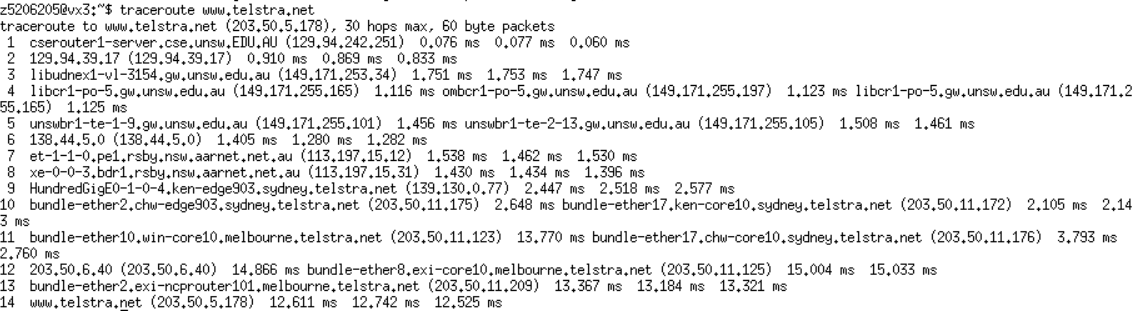 z5206205@vx3:~$ traceroute www.telstra.net
traceroute to www.telstra.net (203.50.5.178), 30 hops max, 60 byte packets
 1  cserouter1-server.cse.unsw.EDU.AU (129.94.242.251)  0.076 ms  0.077 ms  0.060 ms
 2  129.94.39.17 (129.94.39.17)  0.910 ms  0.869 ms  0.833 ms
 3  libudnex1-vl-3154.gw.unsw.edu.au (149.171.253.34)  1.751 ms  1.753 ms  1.747 ms
 4  libcr1-po-5.gw.unsw.edu.au (149.171.255.165)  1.116 ms ombcr1-po-5.gw.unsw.edu.au (149.171.255.197)  1.123 ms libcr1-po-5.gw.unsw.edu.au (149.171.2
55.165)  1.125 ms
 5  unswbr1-te-1-9.gw.unsw.edu.au (149.171.255.101)  1.456 ms unswbr1-te-2-13.gw.unsw.edu.au (149.171.255.105)  1.508 ms  1.461 ms
 6  138.44.5.0 (138.44.5.0)  1.405 ms  1.280 ms  1.282 ms
 7  et-1-1-0.pe1.rsby.nsw.aarnet.net.au (113.197.15.12)  1.538 ms  1.462 ms  1.530 ms
 8  xe-0-0-3.bdr1.rsby.nsw.aarnet.net.au (113.197.15.31)  1.430 ms  1.434 ms  1.396 ms
 9  HundredGigE0-1-0-4.ken-edge903.sydney.telstra.net (139.130.0.77)  2.447 ms  2.518 ms  2.577 ms
10  bundle-ether2.chw-edge903.sydney.telstra.net (203.50.11.175)  2.648 ms bundle-ether17.ken-core10.sydney.telstra.net (203.50.11.172)  2.105 ms  2.14
3 ms
11  bundle-ether10.win-core10.melbourne.telstra.net (203.50.11.123)  13.770 ms bundle-ether17.chw-core10.sydney.telstra.net (203.50.11.176)  3.793 ms
2.760 ms
12  203.50.6.40 (203.50.6.40)  14.866 ms bundle-ether8.exi-core10.melbourne.telstra.net (203.50.11.125)  15.004 ms  15.033 ms
13  bundle-ether2.exi-ncprouter101.melbourne.telstra.net (203.50.11.209)  13.367 ms  13.184 ms  13.321 ms
14  www.telstra.net (203.50.5.178)  12.611 ms  12.742 ms  12.525 ms